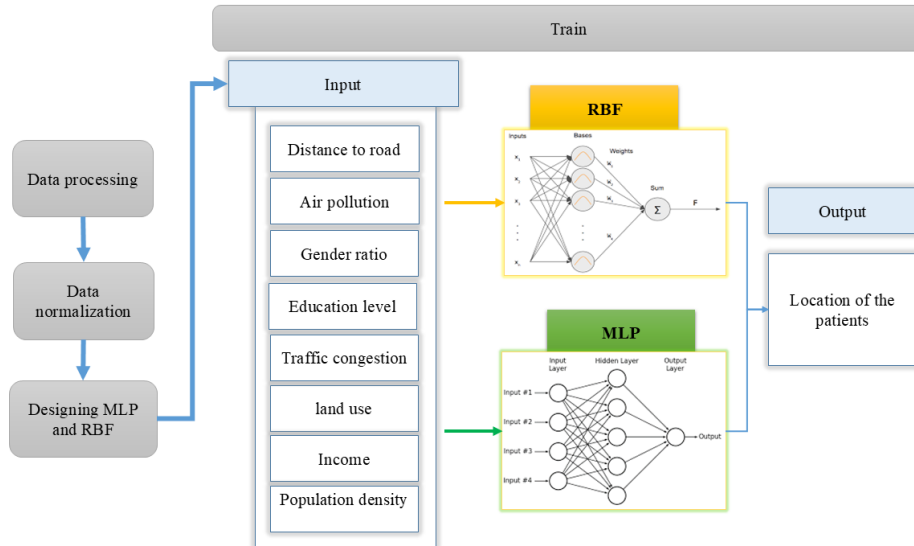 Train
Input
Data processing
Data
normalization
Designing MLP
and RBF
Distance to road
Air pollution
Gender ratio
Education level
Traffic congestion
land use
Income
Population density
RBF
Inputs
Bases
Weights
Sum
Σ
F
MLP
Input
Layer
Hidden Layer
Output
Layer
Input #1
Input #2
Input #3
Input #4
Output
Output
Location of the
patients